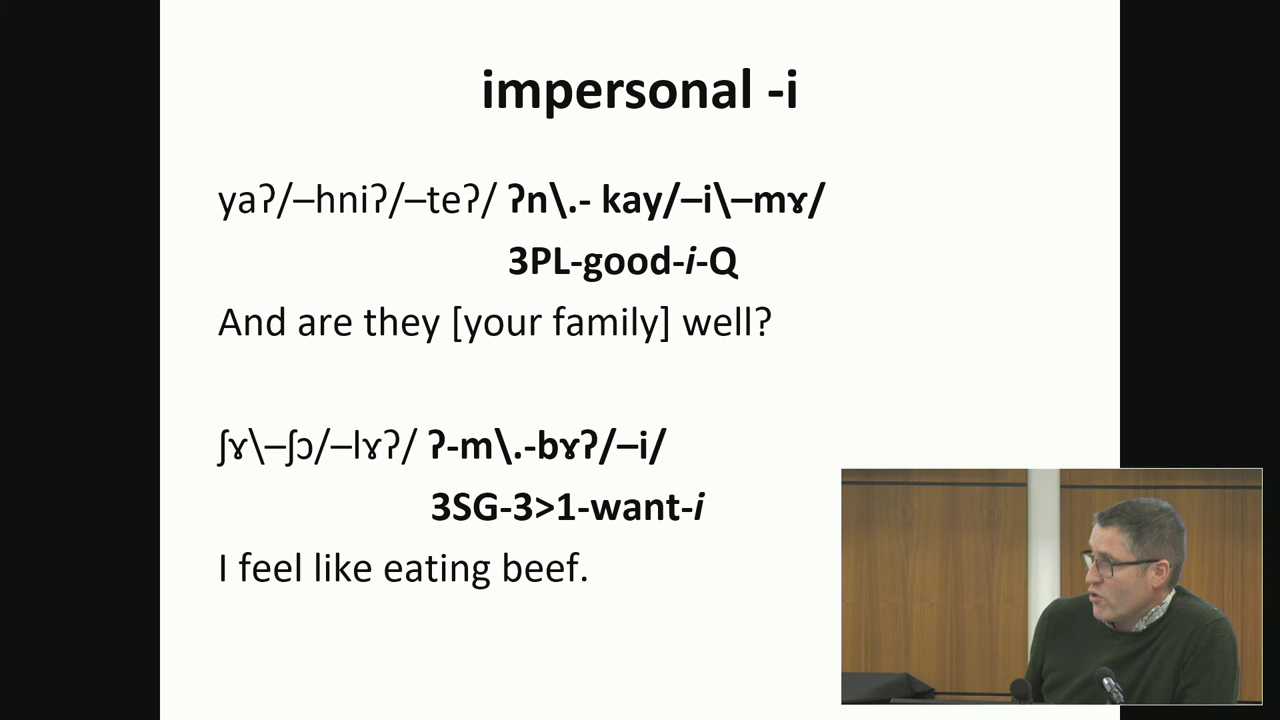 impersonal -i
yaʔ/–hniʔ/–teʔ/ ʔn\.- kay/–i\–mɤ/
3PL-good-i-Q
And are they [your family] well?
ʃɤ\–ʃɔ/–lɤʔ/ ʔ-m\.-bɤʔ/–i/
3SG-3>1-want-i
I feel like eating beef.